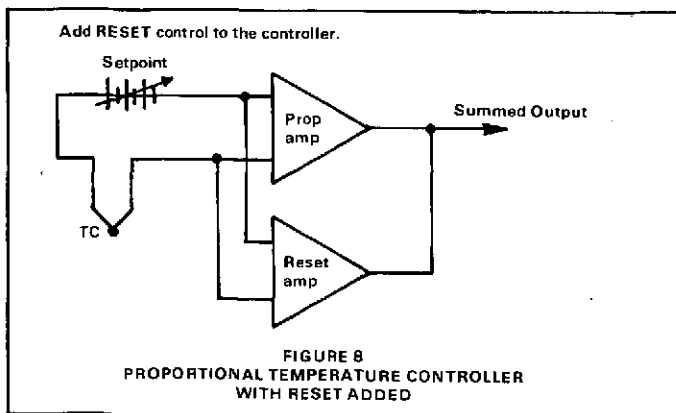 Add RESET control to the controller.
Setpoint
Prop
amp
Summed Output
TC
Reset
amp
FIGURE 8
PROPORTIONAL TEMPERATURE CONTROLLER
WITH RESET ADDED